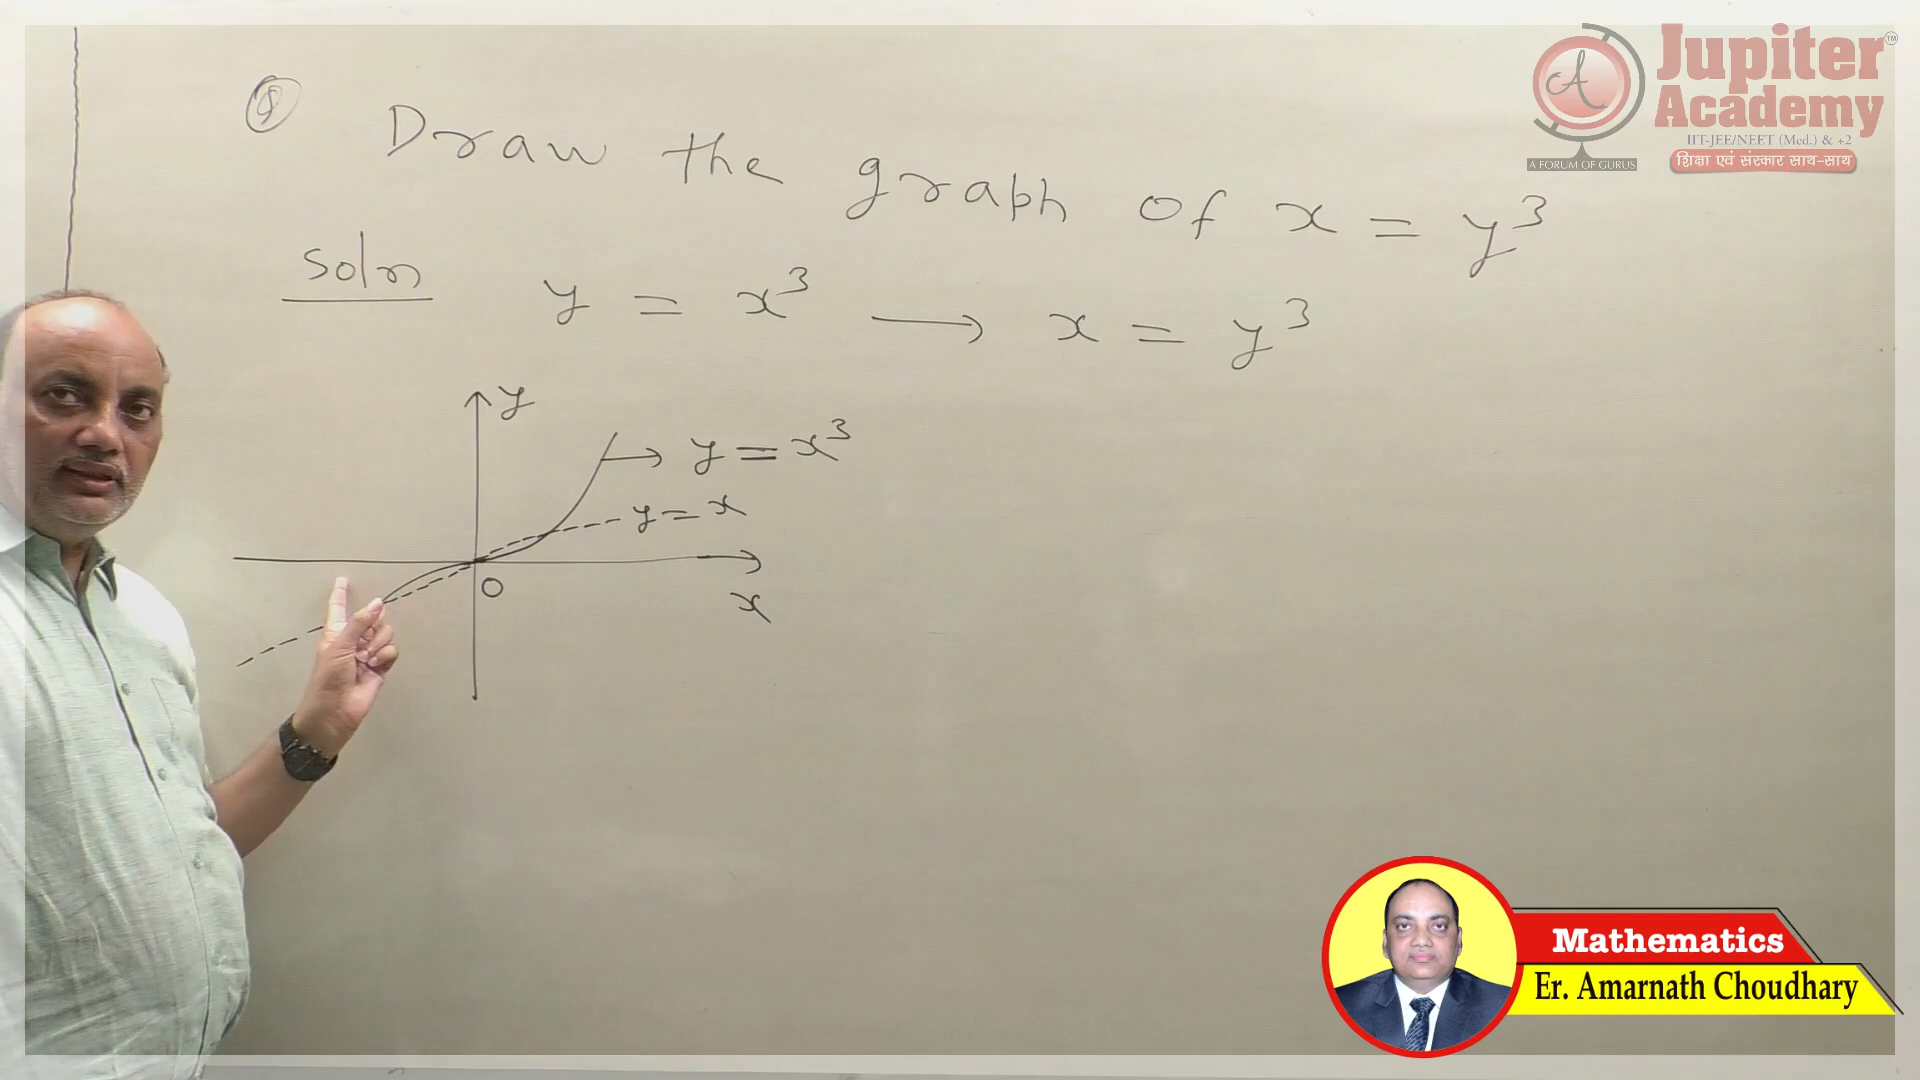 Q Draw the graph of x = y³
Soln y = x³ → x = y³
y
→ y = x³
y = x
O
x
Jupiter™
Academy
IIT-JEE/NEET (Med.) & +2
A FORUM OF GURUS
शिक्षा एवं संस्कार साथ-साथ
Mathematics
Er. Amarnath Choudhary